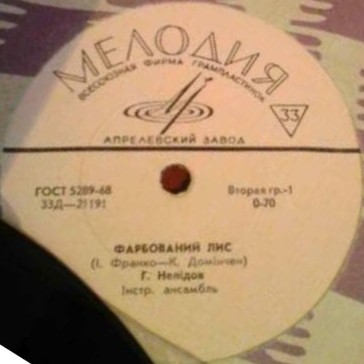 МЕЛОДИЯ
ВСЕСОЮЗНАЯ ФИРМА ГРАМПЛАСТИНОК
33
АПРЕЛЕВСКИЙ ЗАВОД
ГОСТ 5289-68
33Д—21191
Вторая гр.-1
0-70
ФАРБОВАНИЙ ЛИС
(І. Франко—К. Домінчен)
Г. Нелідов
Інстр. ансамбль